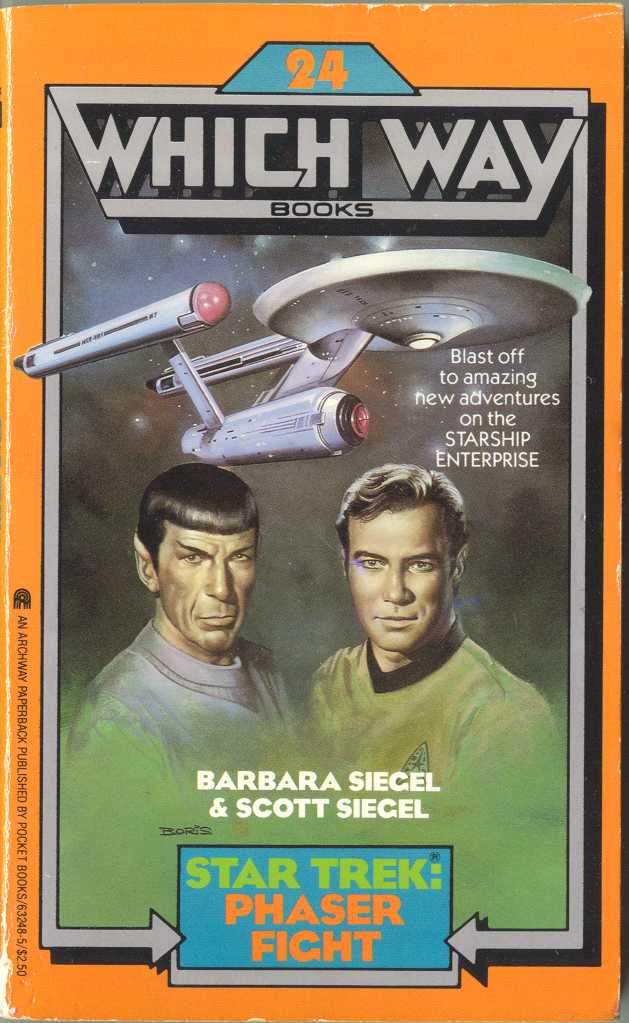 24
WHICH WAY
BOOKS
Blast off
to amazing
new adventures
on the
STARSHIP
ENTERPRISE
BARBARA SIEGEL
& SCOTT SIEGEL
BORIS
STAR TREK:®
PHASER
FIGHT
AN ARCHWAY PAPERBACK PUBLISHED BY POCKET BOOKS/63248-5/$2.50